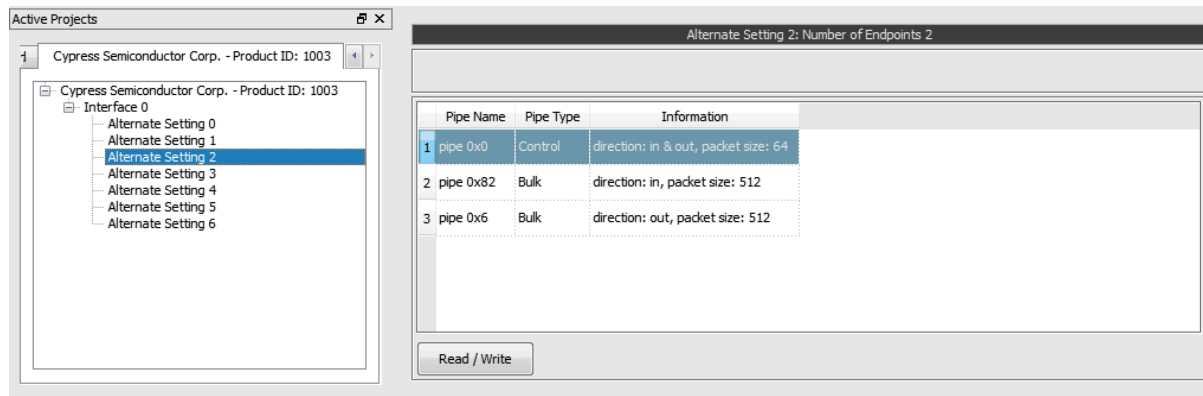 Active Projects
Cypress Semiconductor Corp. - Product ID: 1003
Cypress Semiconductor Corp. - Product ID: 1003
Interface 0
Alternate Setting 0
Alternate Setting 1
Alternate Setting 2
Alternate Setting 3
Alternate Setting 4
Alternate Setting 5
Alternate Setting 6
Alternate Setting 2: Number of Endpoints 2
Pipe Name Pipe Type Information
1 pipe 0x0 Control direction: in & out, packet size: 64
2 pipe 0x82 Bulk direction: in, packet size: 512
3 pipe 0x6 Bulk direction: out, packet size: 512
Read / Write